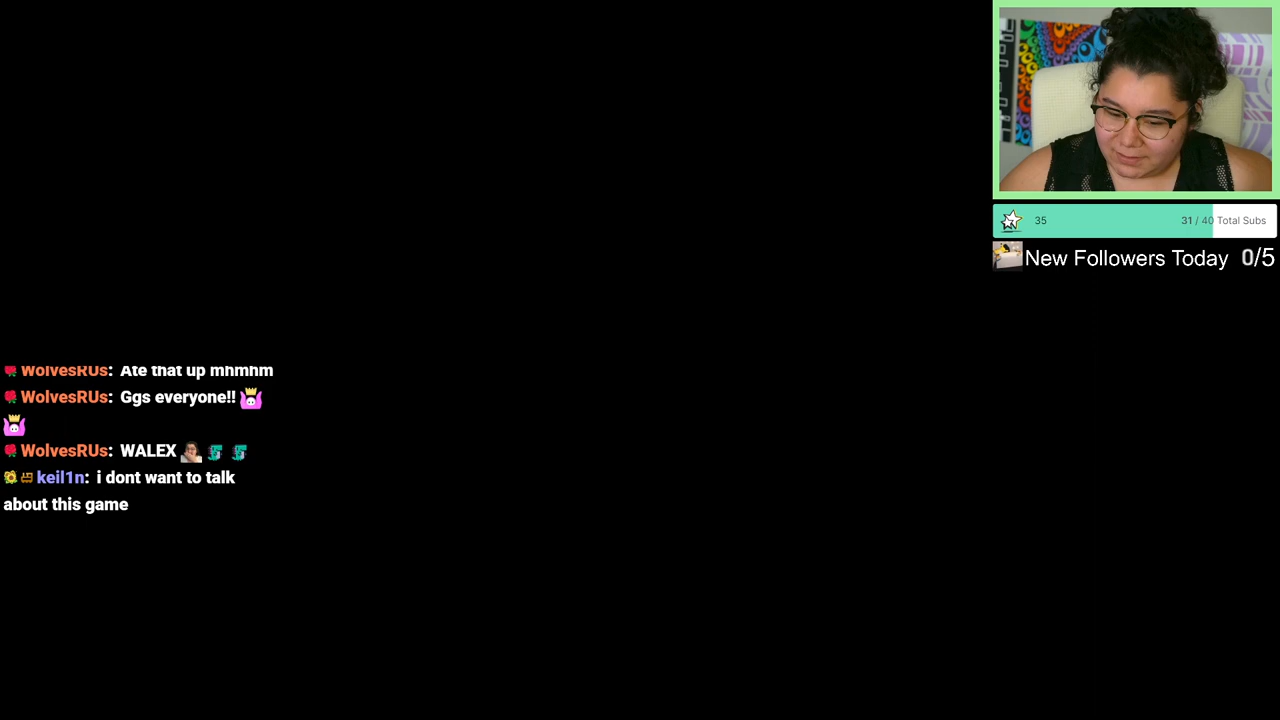 35 31 / 40 Total Subs
New Followers Today 0/5
WolvesRUs: Ate that up mhmhm
WolvesRUs: Ggs everyone!!
WolvesRUs: WALEX
keil1n: i dont want to talk
about this game